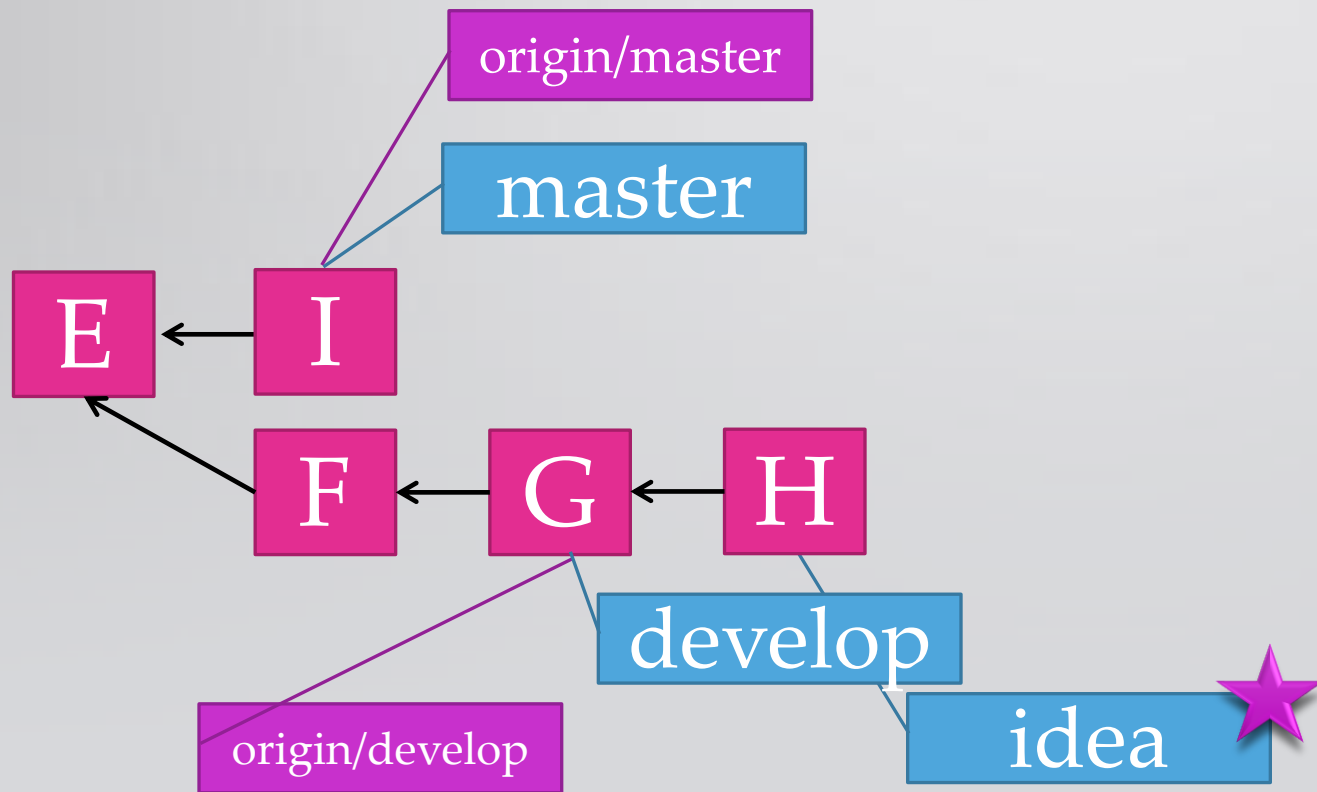 origin/master
master
E
I
F
G
H
develop
origin/develop
idea